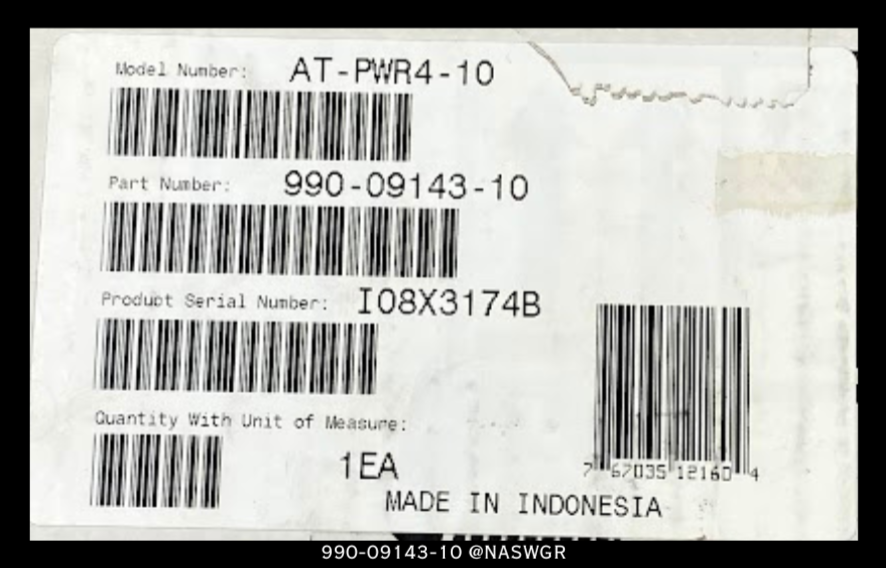 Model Number: AT-PWR4-10
Part Number: 990-09143-10
Product Serial Number: I08X3174B
Quantity With Unit of Measure:
1EA
7 67035 12160 4
MADE IN INDONESIA
990-09143-10 @NASWGR